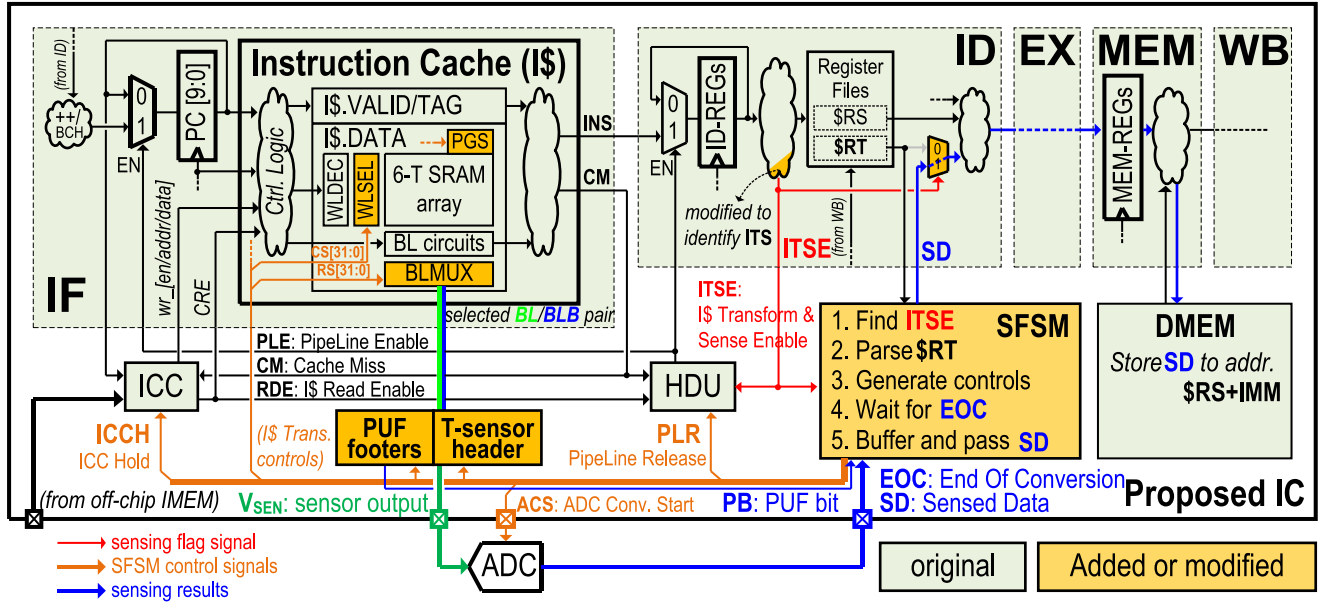 IF
(from ID)
++/
BCH
0
1
EN
PC [9:0]
Instruction Cache (I$)
Ctrl. Logic
I$.VALID/TAG
I$.DATA
PGS
WLDEC
WLSEL
6-T SRAM
array
BL circuits
CS[31:0]
RS[31:0]
BLMUX
selected BL/BLB pair
INS
CM
wr_[en/addr/data]
CRE
ID
0
1
EN
ID-REGs
Register
Files
$RS
$RT
0
1
modified to
identify ITS
ITSE
(from WB)
SD
EX
MEM
MEM-REGs
WB
PLE: PipeLine Enable
CM: Cache Miss
RDE: I$ Read Enable
ICC
HDU
ITSE:
I$ Transform &
Sense Enable
SFSM
1. Find ITSE
2. Parse $RT
3. Generate controls
4. Wait for EOC
5. Buffer and pass SD
DMEM
Store SD to addr.
$RS+IMM
ICCH
ICC Hold
(I$ Trans.
controls)
PUF
footers
T-sensor
header
PLR
PipeLine Release
(from off-chip IMEM)
VSEN: sensor output
ACS: ADC Conv. Start
PB: PUF bit
EOC: End Of Conversion
SD: Sensed Data
Proposed IC
ADC
sensing flag signal
SFSM control signals
sensing results
original
Added or modified